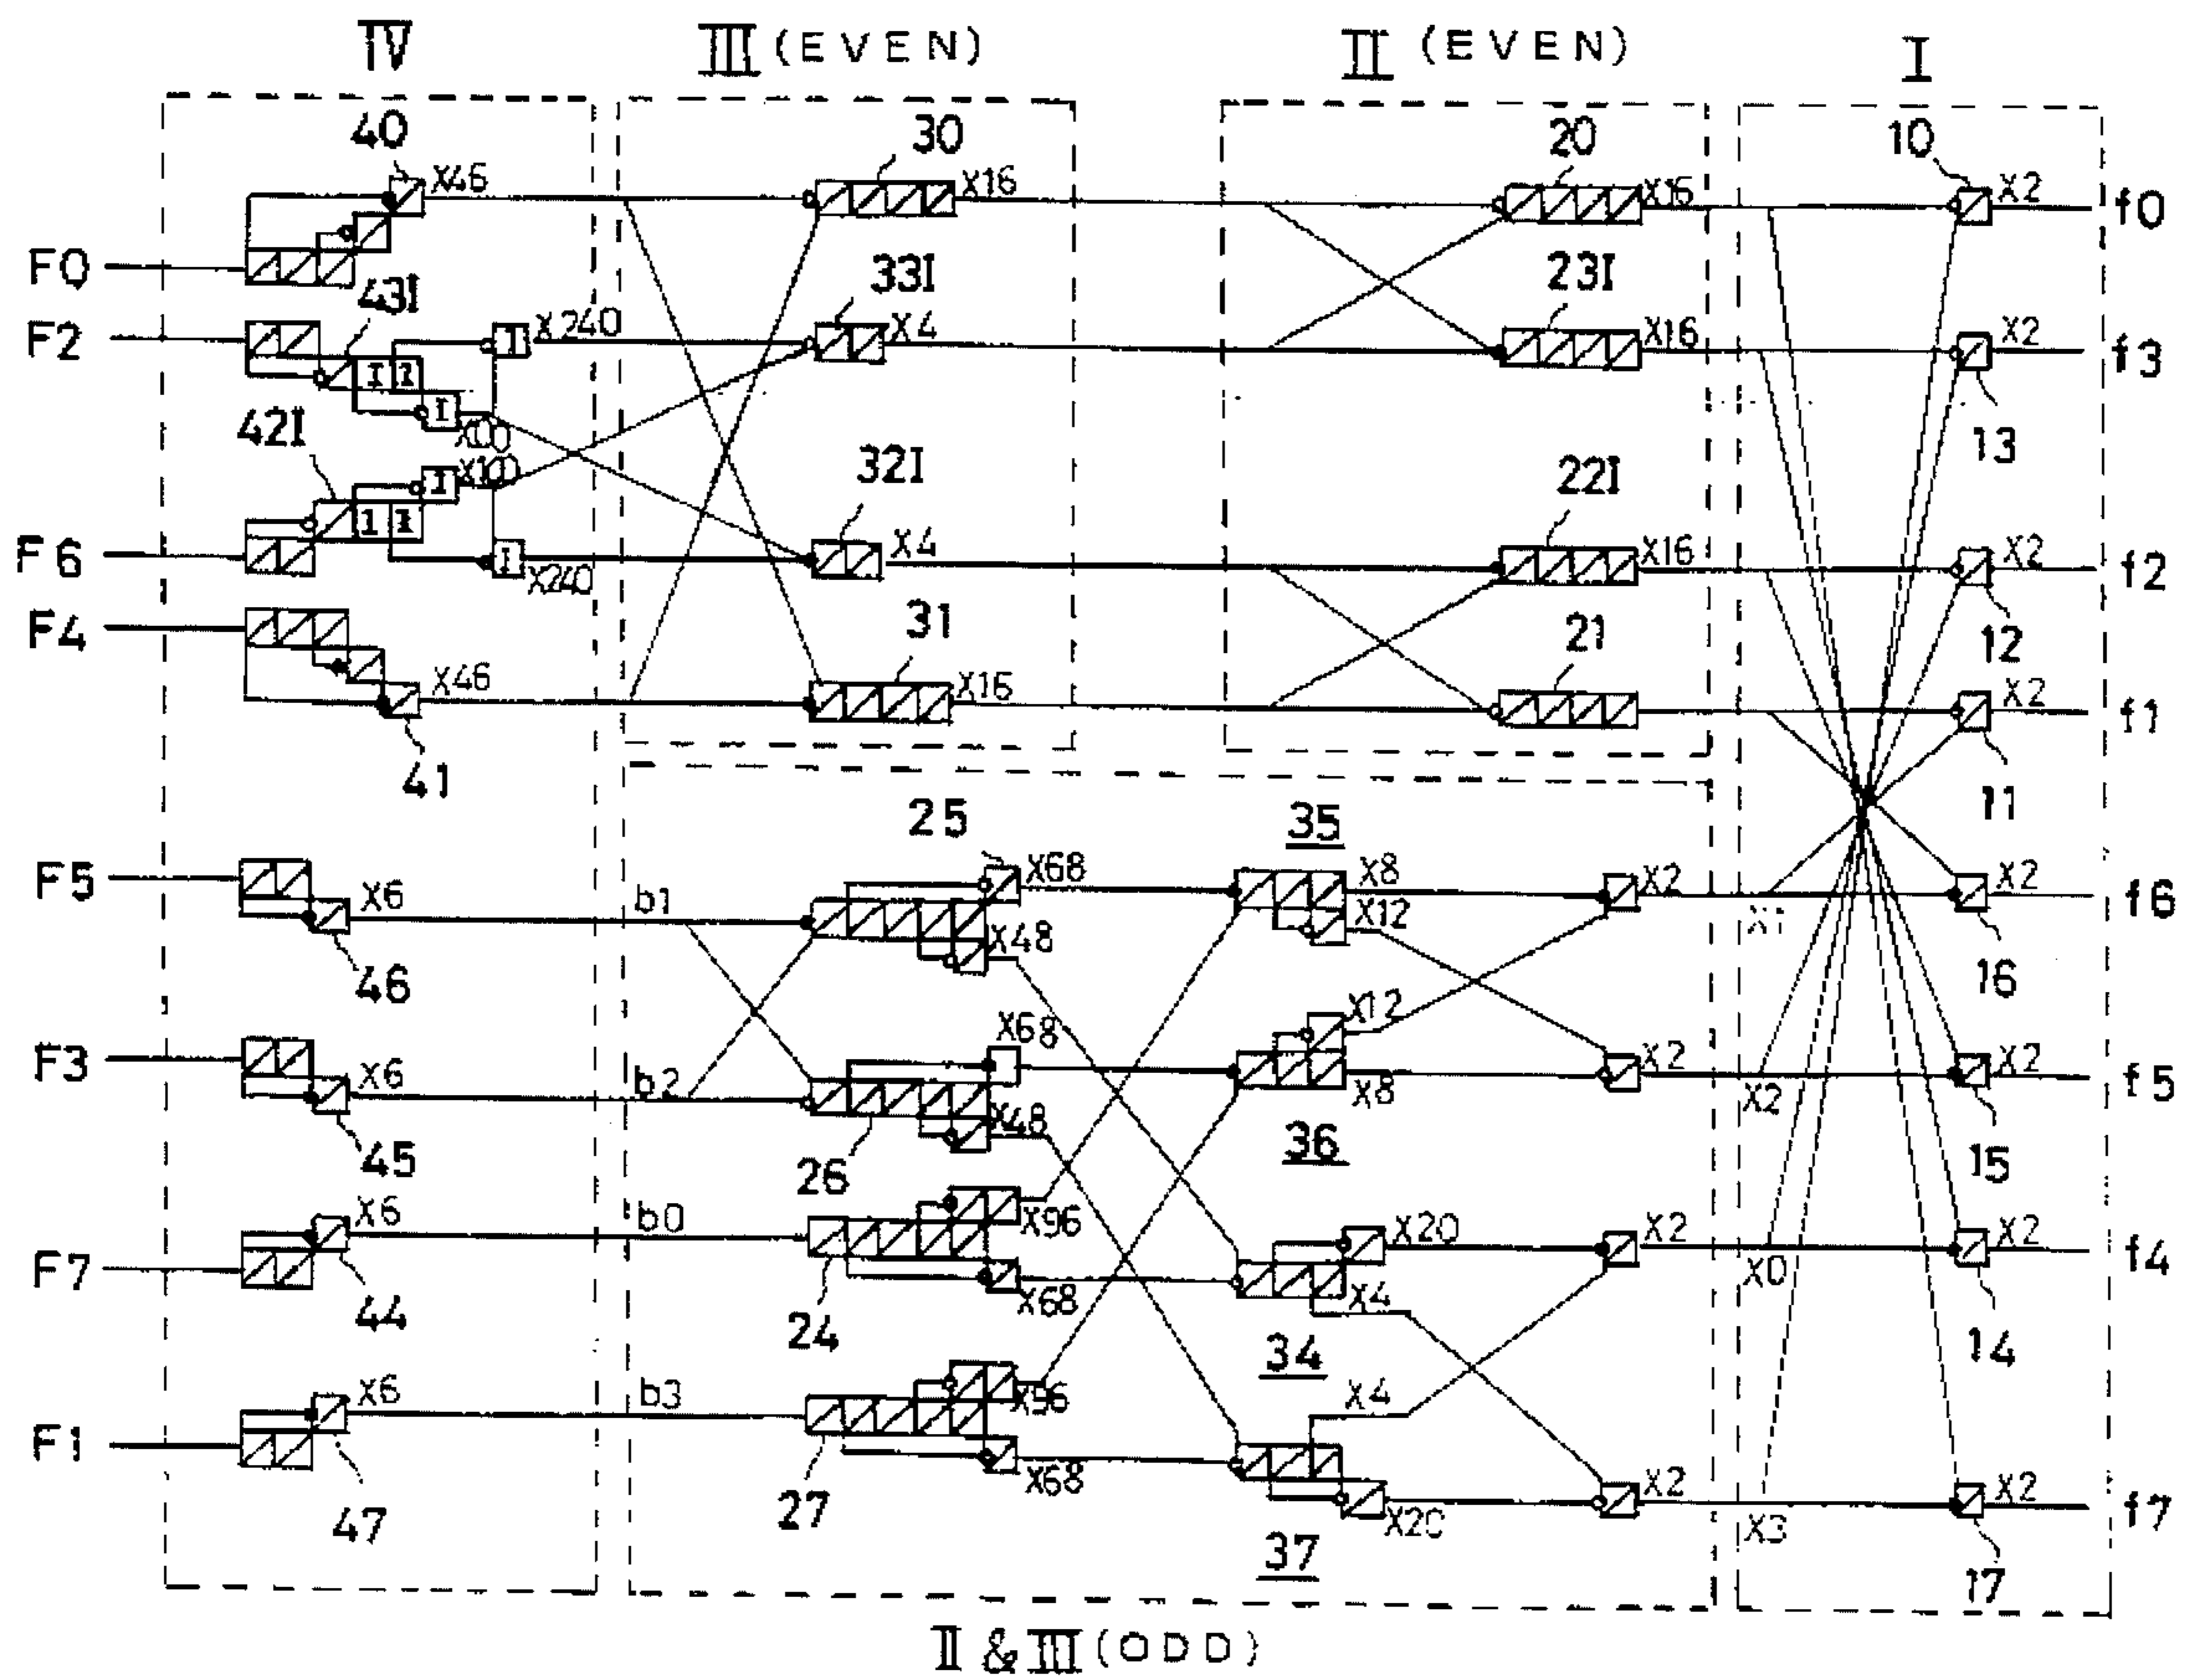 IV III (EVEN) II (EVEN) I
40 30 20 10
X46 X16 X16 X2 f0
F0
43I 33I 23I
F2 X240 X4 X16 X2 f3
I I I I
X100
42I 32I 22I 13
X100
I I I I
F6 X240 X4 X16 X2 f2
F4 31 21 12
X46 X16 X2 f1
41
25 35 11
F5 X6 b1 X68 X8 X2 X2 f6
X48 X12 X1
46 16
F3 X6 b2 X68 X12 X2 X2 f5
X48 X8 X2
45 26 36 15
F7 X6 b0 X96 X20 X2 X2 f4
X68 X4 X0
44 24 34 14
F1 X6 b3 X96 X4 X2 X2 f7
X68 X20 X3
47 27 37 17
II & III (ODD)